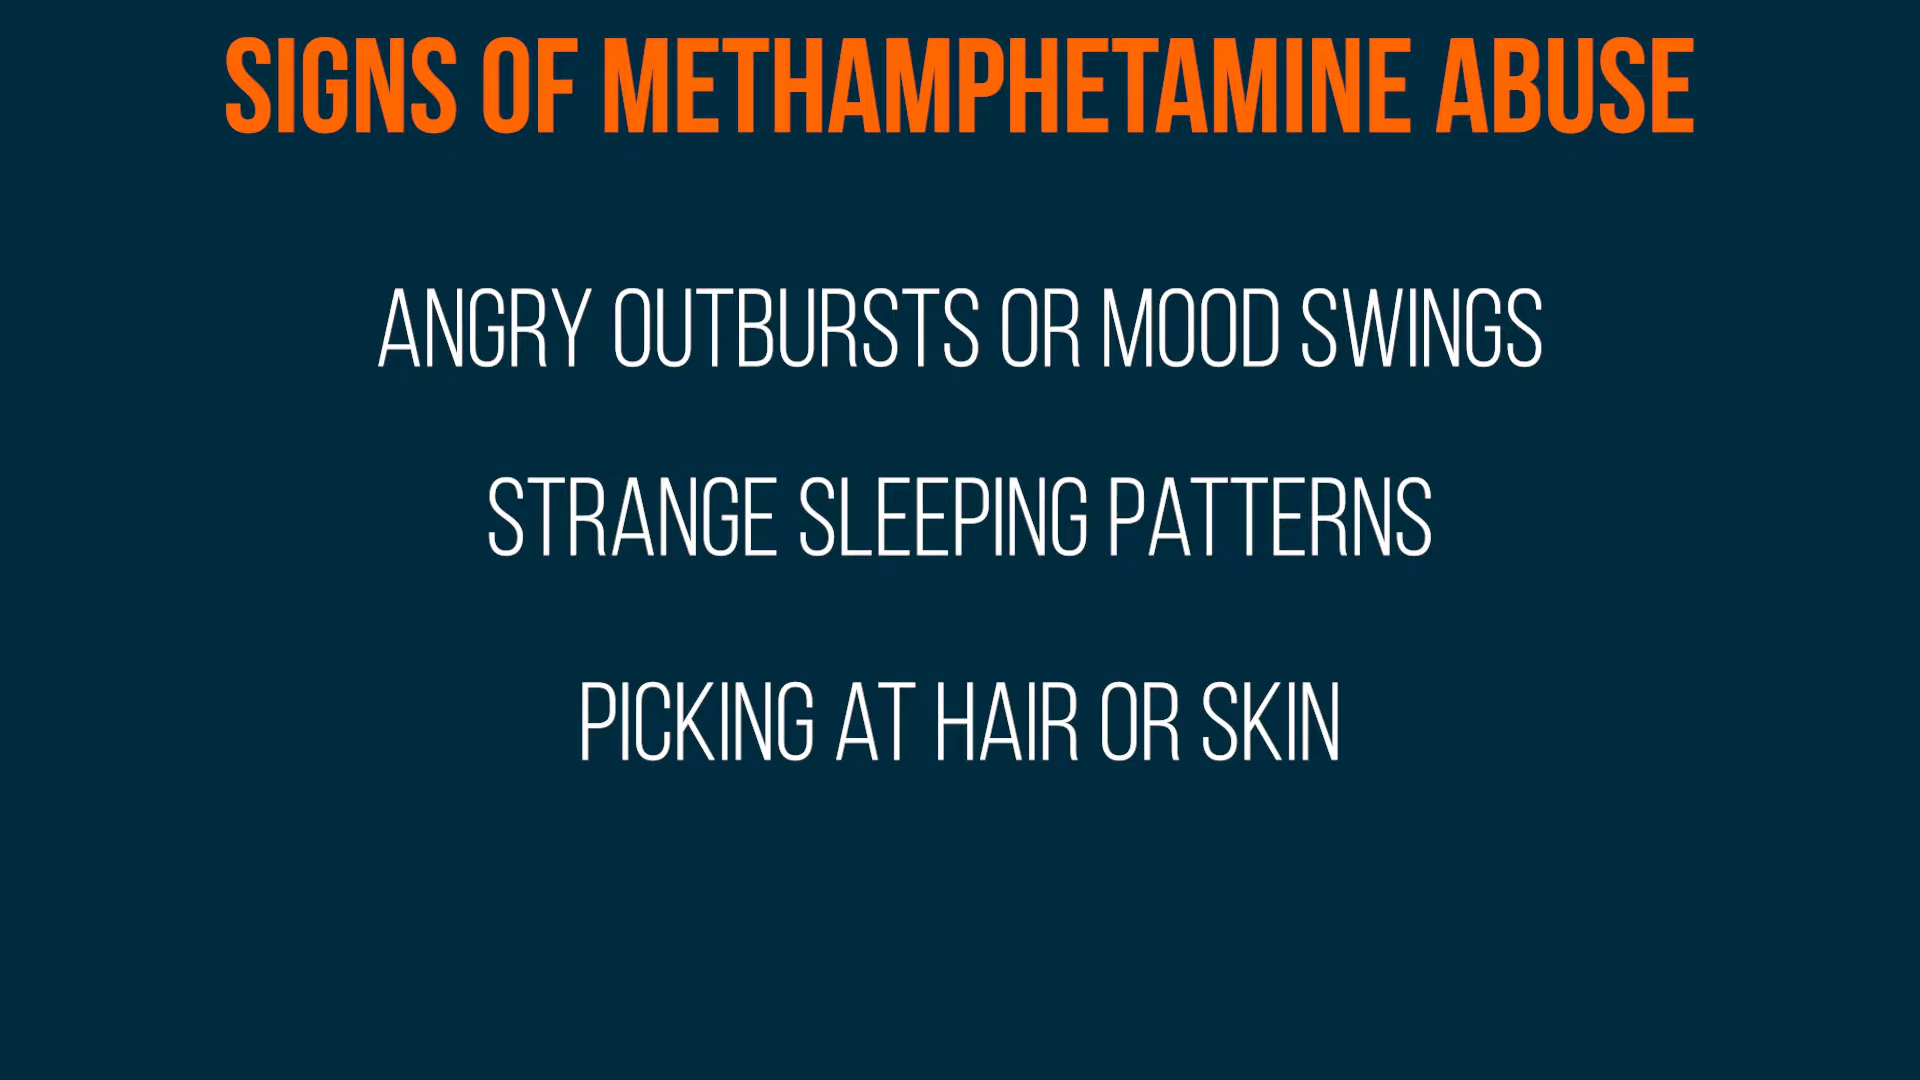 SIGNS OF METHAMPHETAMINE ABUSE
ANGRY OUTBURSTS OR MOOD SWINGS
STRANGE SLEEPING PATTERNS
PICKING AT HAIR OR SKIN